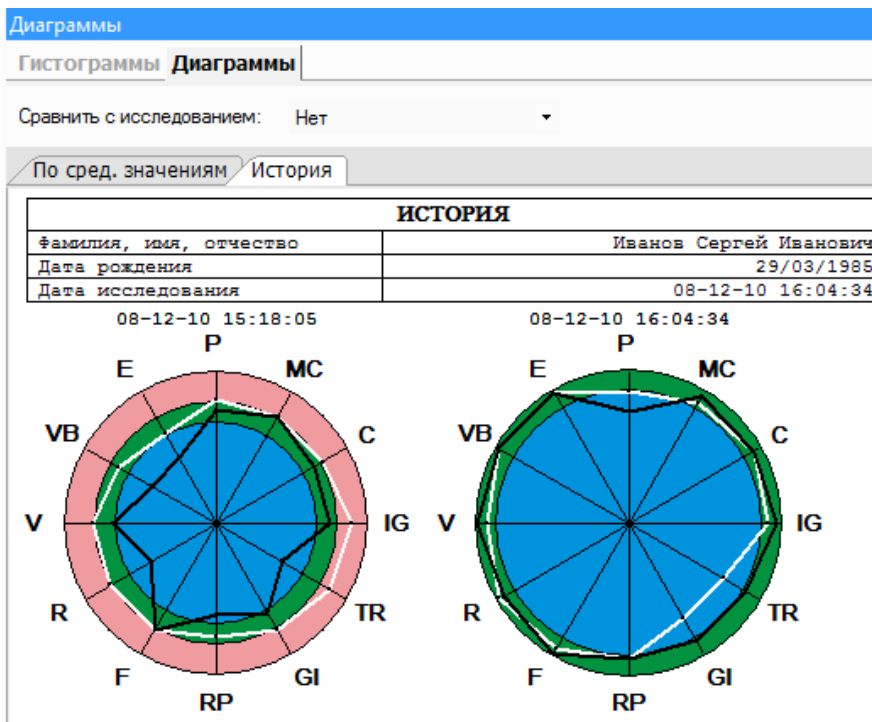 Диаграммы
Гистограммы Диаграммы
Сравнить с исследованием: Нет
По сред. значениям История
ИСТОРИЯ
Фамилия, имя, отчество Иванов Сергей Иванович
Дата рождения 29/03/1985
Дата исследования 08-12-10 16:04:34
08-12-10 15:18:05 08-12-10 16:04:34
P P
E MC E MC
VB C VB C
V IG V IG
R TR R TR
F GI F GI
RP RP